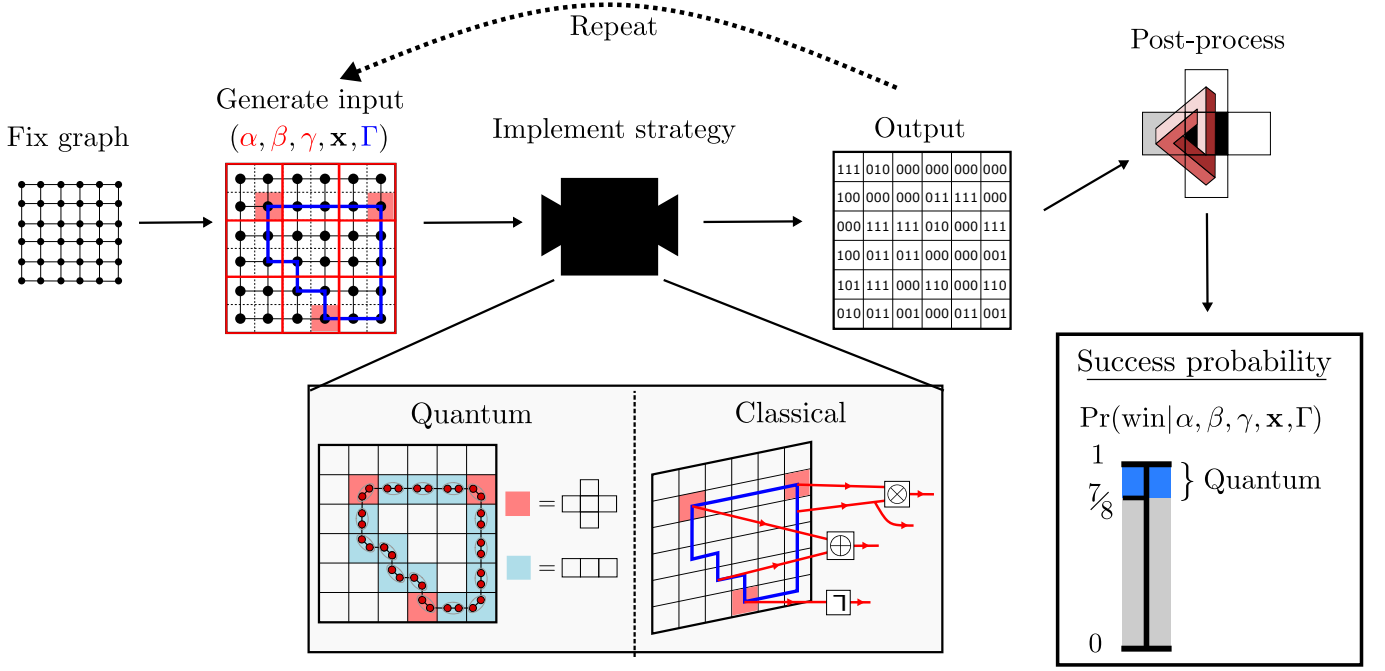 Repeat
Post-process
Generate input
(α, β, γ, x, Γ)
Fix graph
Implement strategy
Output
111 010 000 000 000 000
100 000 000 011 111 000
000 111 111 010 000 111
100 011 011 000 000 001
101 111 000 110 000 110
010 011 001 000 011 001
Quantum
=
=
Classical
⊗
⊕
¬
Success probability
Pr(win|α, β, γ, x,Γ)
1
7/8
} Quantum
0